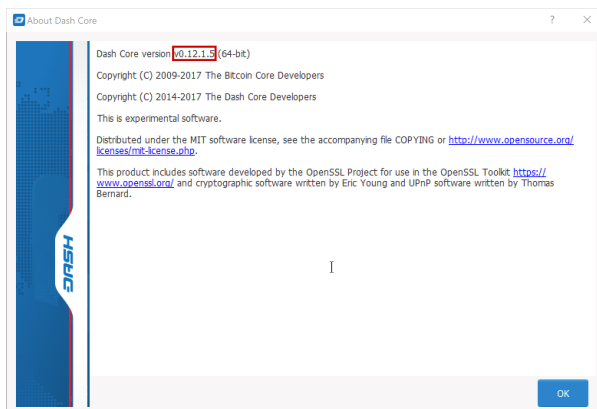 About Dash Core
Dash Core version v0.12.1.5 (64-bit)
Copyright (C) 2009-2017 The Bitcoin Core Developers
Copyright (C) 2014-2017 The Dash Core Developers
This is experimental software.
Distributed under the MIT software license, see the accompanying file COPYING or http://www.opensource.org/
licenses/mit-license.php.
This product includes software developed by the OpenSSL Project for use in the OpenSSL Toolkit https://
www.openssl.org/ and cryptographic software written by Eric Young and UPnP software written by Thomas
Bernard.
DASH
OK